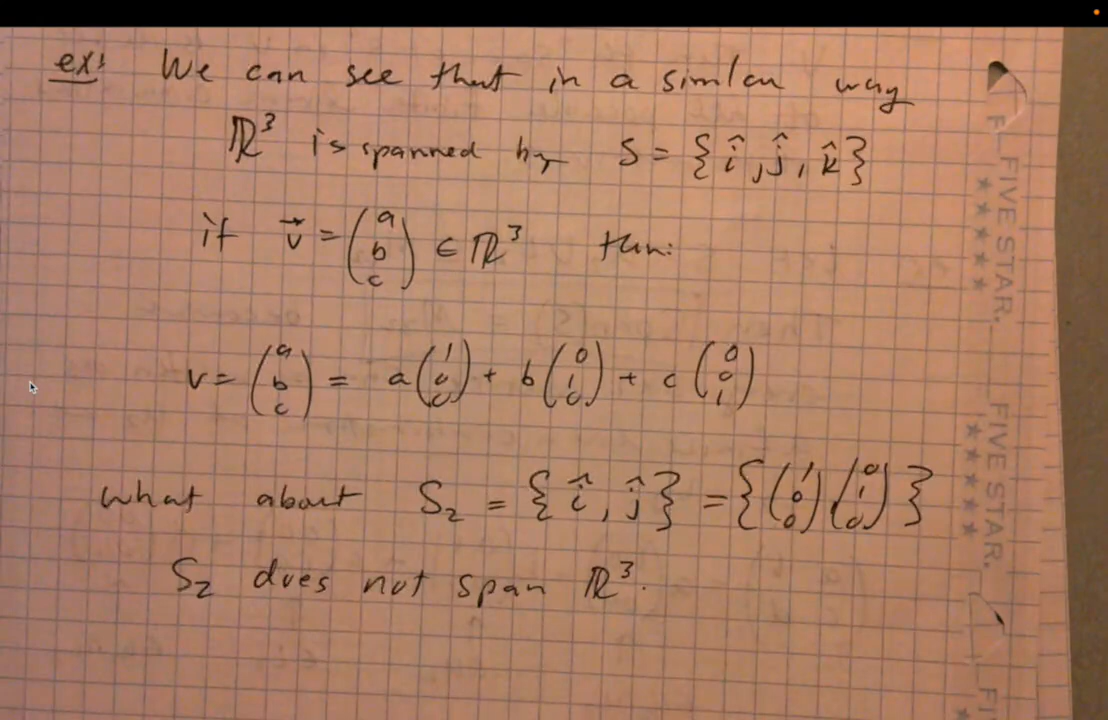 ex: We can see that in a similar way
ℝ³ is spanned by S = {î, ĵ, k̂}
if v⃗ = (a b c) ∈ ℝ³ then:
v = (a b c) = a(1 0 0) + b(0 1 0) + c(0 0 1)
what about S₂ = {î, ĵ} = {(1 0 0)(0 1 0)}
S₂ does not span ℝ³.
FIVE STAR.
FIVE STAR.